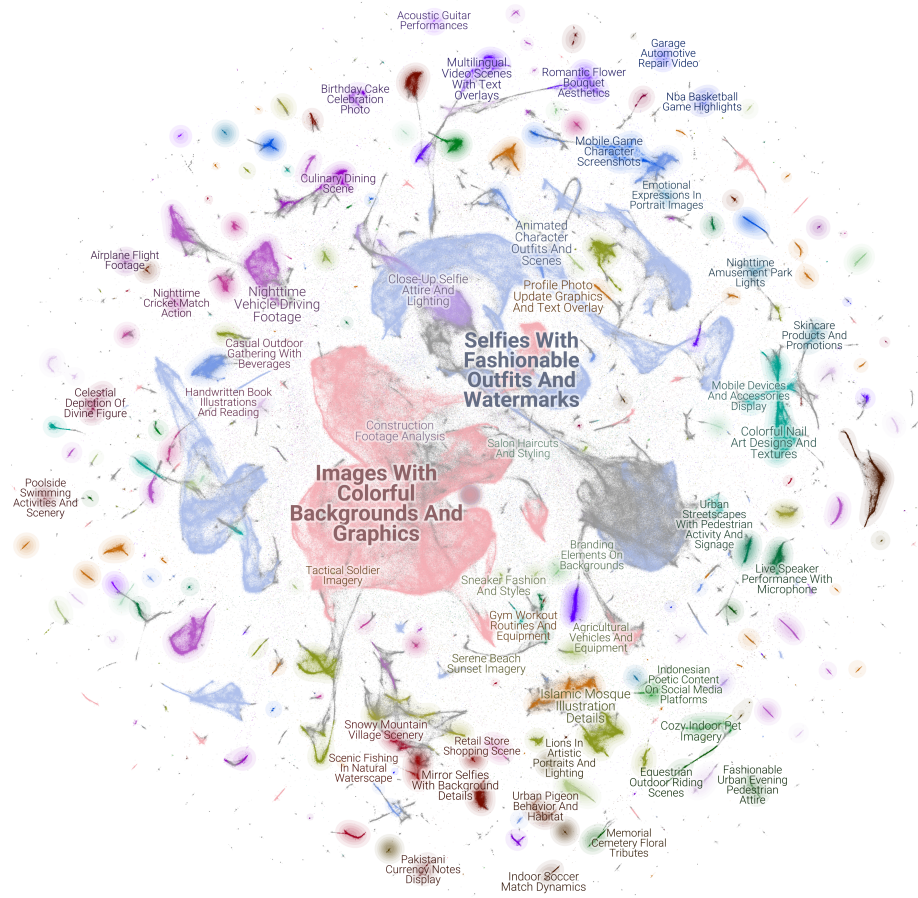 Acoustic Guitar
Performances
Garage
Automotive
Repair Video
Multilingual
Video Scenes
With Text
Overlays
Romantic Flower
Bouquet
Aesthetics
Birthday Cake
Celebration
Photo
Nba Basketball
Game Highlights
Mobile Game
Character
Screenshots
Culinary Dining
Scene
Emotional
Expressions In
Portrait Images
Animated
Character
Outfits And
Scenes
Airplane Flight
Footage
Nighttime
Amusement Park
Lights
Close-Up Selfie
Attire And
Lighting
Profile Photo
Update Graphics
And Text Overlay
Nighttime
Cricket Match
Action
Nighttime
Vehicle Driving
Footage
Skincare
Products And
Promotions
Casual Outdoor
Gathering With
Beverages
Selfies With
Fashionable
Outfits And
Watermarks
Handwritten Book
Illustrations
And Reading
Celestial
Depiction Of
Divine Figure
Mobile Devices
And Accessories
Display
Construction
Footage Analysis
Salon Haircuts
And Styling
Colorful Nail
Art Designs And
Textures
Images With
Colorful
Backgrounds And
Graphics
Poolside
Swimming
Activities And
Scenery
Urban
Streetscapes
With Pedestrian
Activity And
Signage
Branding
Elements On
Backgrounds
Tactical Soldier
Imagery
Sneaker Fashion
And Styles
Live Speaker
Performance With
Microphone
Gym Workout
Routines And
Equipment
Agricultural
Vehicles And
Equipment
Serene Beach
Sunset Imagery
Islamic Mosque
Illustration
Details
Indonesian
Poetic Content
On Social Media
Platforms
Snowy Mountain
Village Scenery
Cozy Indoor Pet
Imagery
Retail Store
Shopping Scene
Lions In
Artistic
Portraits And
Lighting
Scenic Fishing
In Natural
Waterscape
Mirror Selfies
With Background
Details
Equestrian
Outdoor Riding
Scenes
Fashionable
Urban Evening
Pedestrian
Attire
Urban Pigeon
Behavior And
Habitat
Memorial
Cemetery Floral
Tributes
Pakistani
Currency Notes
Display
Indoor Soccer
Match Dynamics